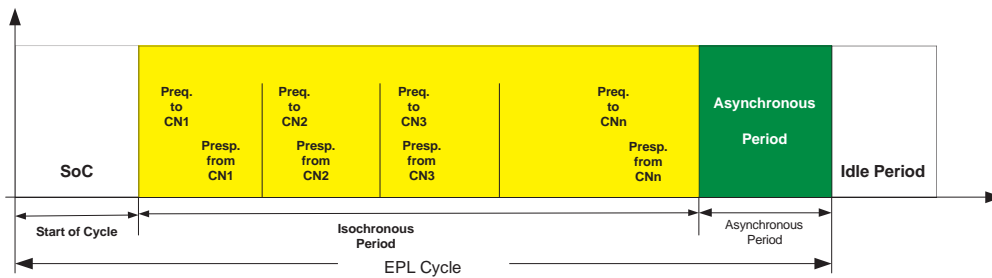 Preq.
to
CN1
Presp.
from
CN1
Preq.
to
CN2
Presp.
from
CN2
Preq.
to
CN3
Presp.
from
CN3
Preq.
to
CNn
Presp.
from
CNn
Asynchronous
Period
SoC
Idle Period
Start of Cycle
Isochronous
Period
Asynchronous
Period
EPL Cycle